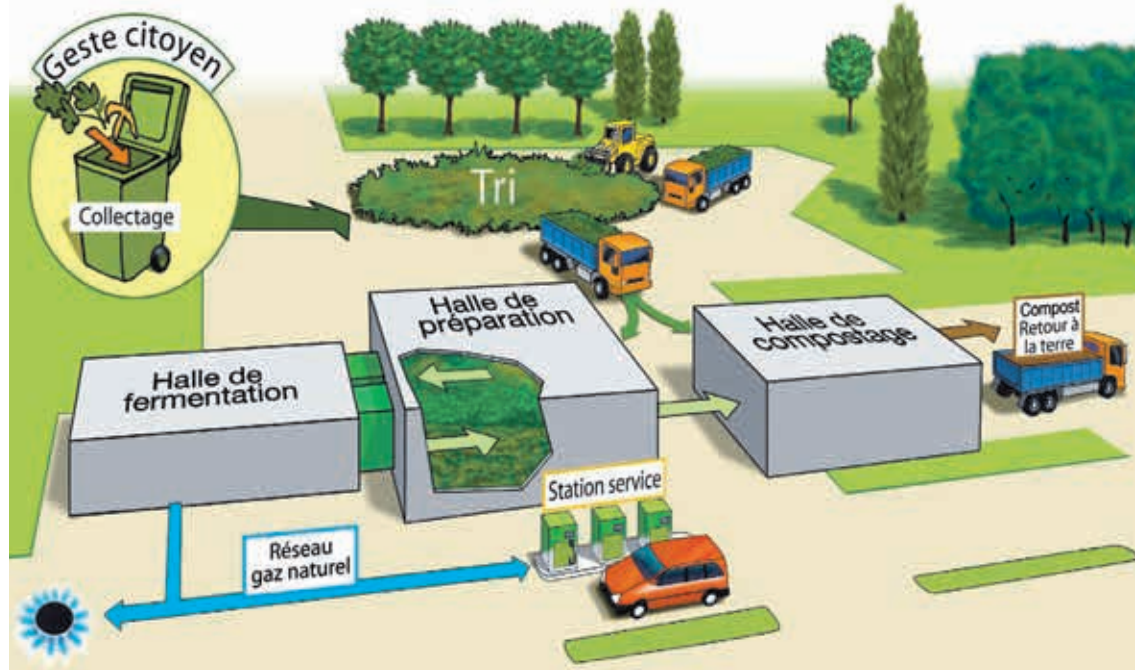 Geste citoyen
Collectage
Tri
Halle de
préparation
Halle de
compostage
Compost
Retour à
la terre
Halle de
fermentation
Station service
Réseau
gaz naturel